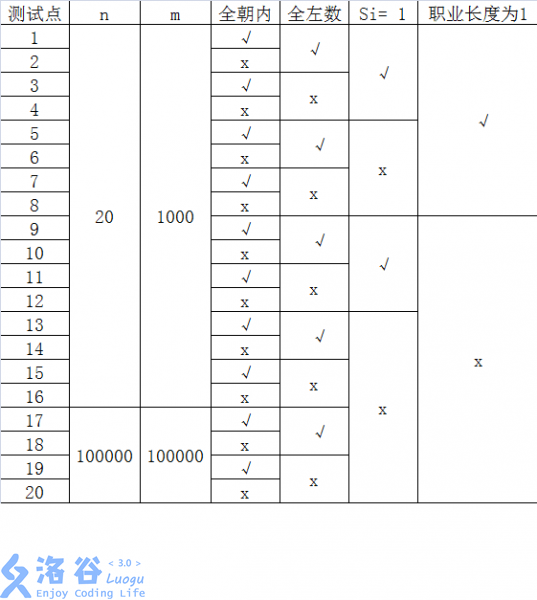 测试点 n m 全朝内 全左数 Si= 1 职业长度为1
1 √ √ √ √
2 x
3 √ x
4 x
5 √ √ x
6 x
7 √ x
8 20 1000 x
9 √ √ √ x
10 x
11 √ x
12 x
13 √ √ x
14 x
15 √ x
16 x
17 100000 100000 √ √
18 x
19 √ x
20 x
洛谷 < 3.0 >
Luogu
Enjoy Coding Life